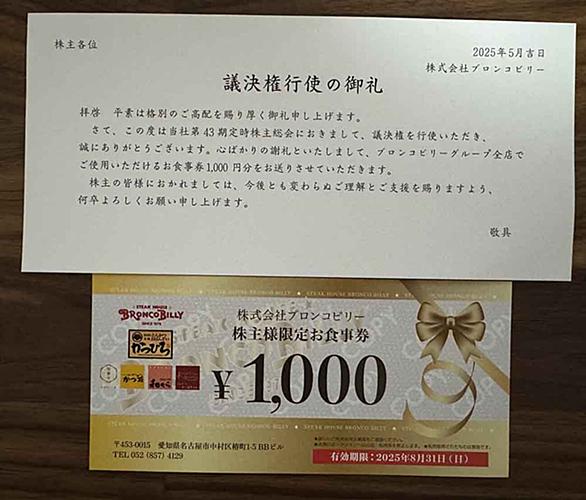 株主各位
2025年5月吉日
株式会社ブロンコビリー
議決権行使の御礼
拝啓　平素は格別のご高配を賜り厚く御礼申し上げます。
さて、この度は当社第43期定時株主総会におきまして、議決権を行使いただき、
誠にありがとうございます。心ばかりの謝礼といたしまして、ブロンコビリーグループ全店で
ご使用いただけるお食事券1,000円分をお送りさせていただきます。
株主の皆様におかれましては、今後とも変わらぬご理解とご支援を賜りますよう、
何卒よろしくお願い申し上げます。
敬具
STEAK HOUSE BRONCO BILLY
STEAK HOUSE
BRONCOBILLY
SINCE 1978
株式会社ブロンコビリー
株主様限定お食事券
かつひろ
¥1,000
COPY
〒453-0015　愛知県名古屋市中村区椿町1-5 BBビル
TEL 052 (857) 4129
有効期限：2025年8月31日（日）